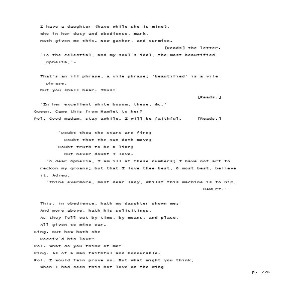 I have a daughter (have while she is mine),
Who in her duty and obedience, mark,
Hath given me this. Now gather, and surmise.
[Reads] the letter.
'To the celestial, and my soul's idol, the most beautified
Ophelia,'-
That's an ill phrase, a vile phrase; 'beautified' is a vile
phrase.
But you shall hear. Thus:
[Reads.]
'In her excellent white bosom, these, &c.'
Queen. Came this from Hamlet to her?
Pol. Good madam, stay awhile. I will be faithful. [Reads.]
'Doubt thou the stars are fire;
Doubt that the sun doth move;
Doubt truth to be a liar;
But never doubt I love.
'O dear Ophelia, I am ill at these numbers; I have not art to
reckon my groans; but that I love thee best, O most best, believe
it. Adieu.
'Thine evermore, most dear lady, whilst this machine is to him,
HAMLET.'
This, in obedience, hath my daughter shown me;
And more above, hath his solicitings,
As they fell out by time, by means, and place,
All given to mine ear.
King. But how hath she
Receiv'd his love?
Pol. What do you think of me?
King. As of a man faithful and honourable.
Pol. I would fain prove so. But what might you think,
When I had seen this hot love on the wing